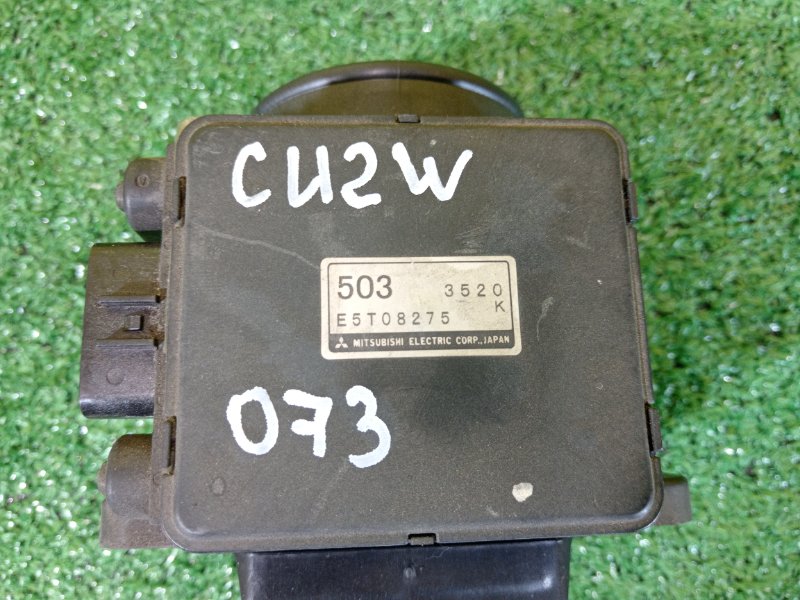 CU2W
503 3520
E5T08275 K
MITSUBISHI ELECTRIC CORP., JAPAN
073